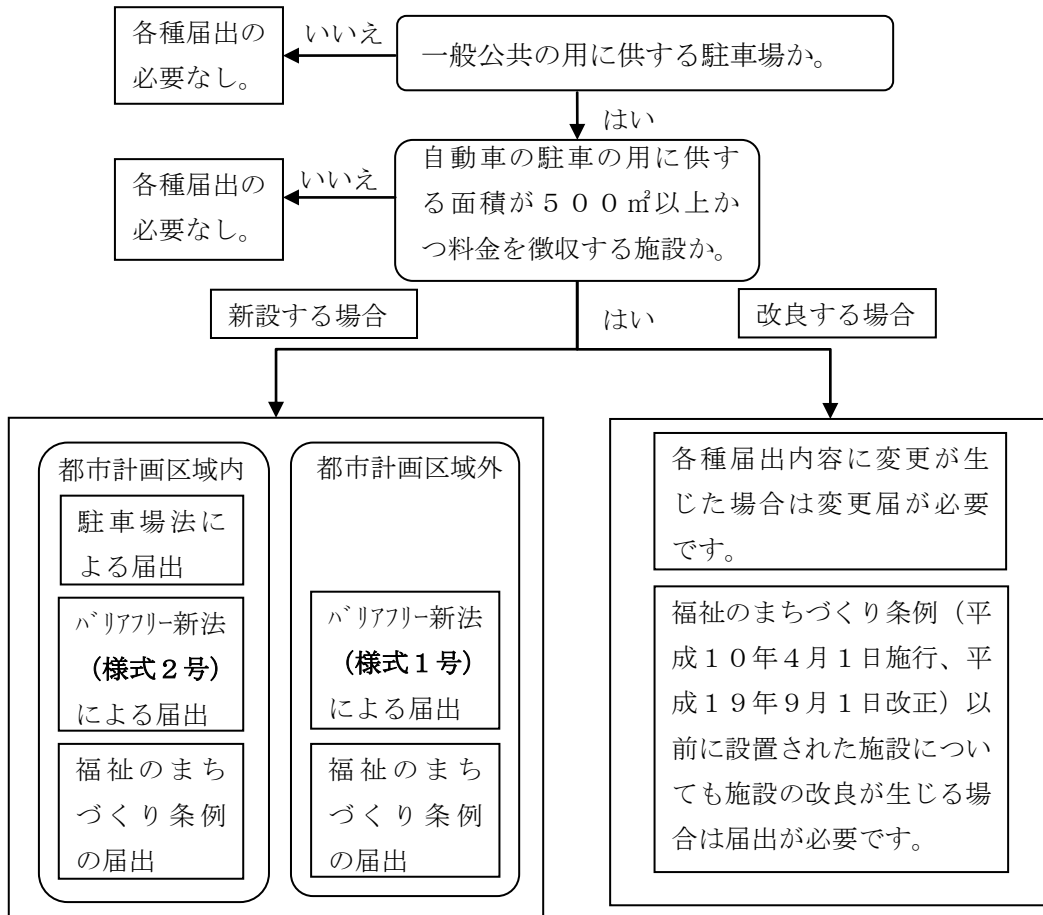 各種届出の
必要なし。
いいえ
一般公共の用に供する駐車場か。
はい
各種届出の
必要なし。
いいえ
自動車の駐車の用に供す
る面積が５００㎡以上か
つ料金を徴収する施設か。
新設する場合
はい
改良する場合
都市計画区域内
駐車場法に
よる届出
ﾊﾞﾘｱﾌﾘｰ新法
（様式２号）
による届出
福祉のまち
づくり条例
の届出
都市計画区域外
ﾊﾞﾘｱﾌﾘｰ新法
（様式１号）
による届出
福祉のまち
づくり条例
の届出
各種届出内容に変更が生
じた場合は変更届が必要
です。
福祉のまちづくり条例（平
成１０年４月１日施行、平
成１９年９月１日改正）以
前に設置された施設につい
ても施設の改良が生じる場
合は届出が必要です。